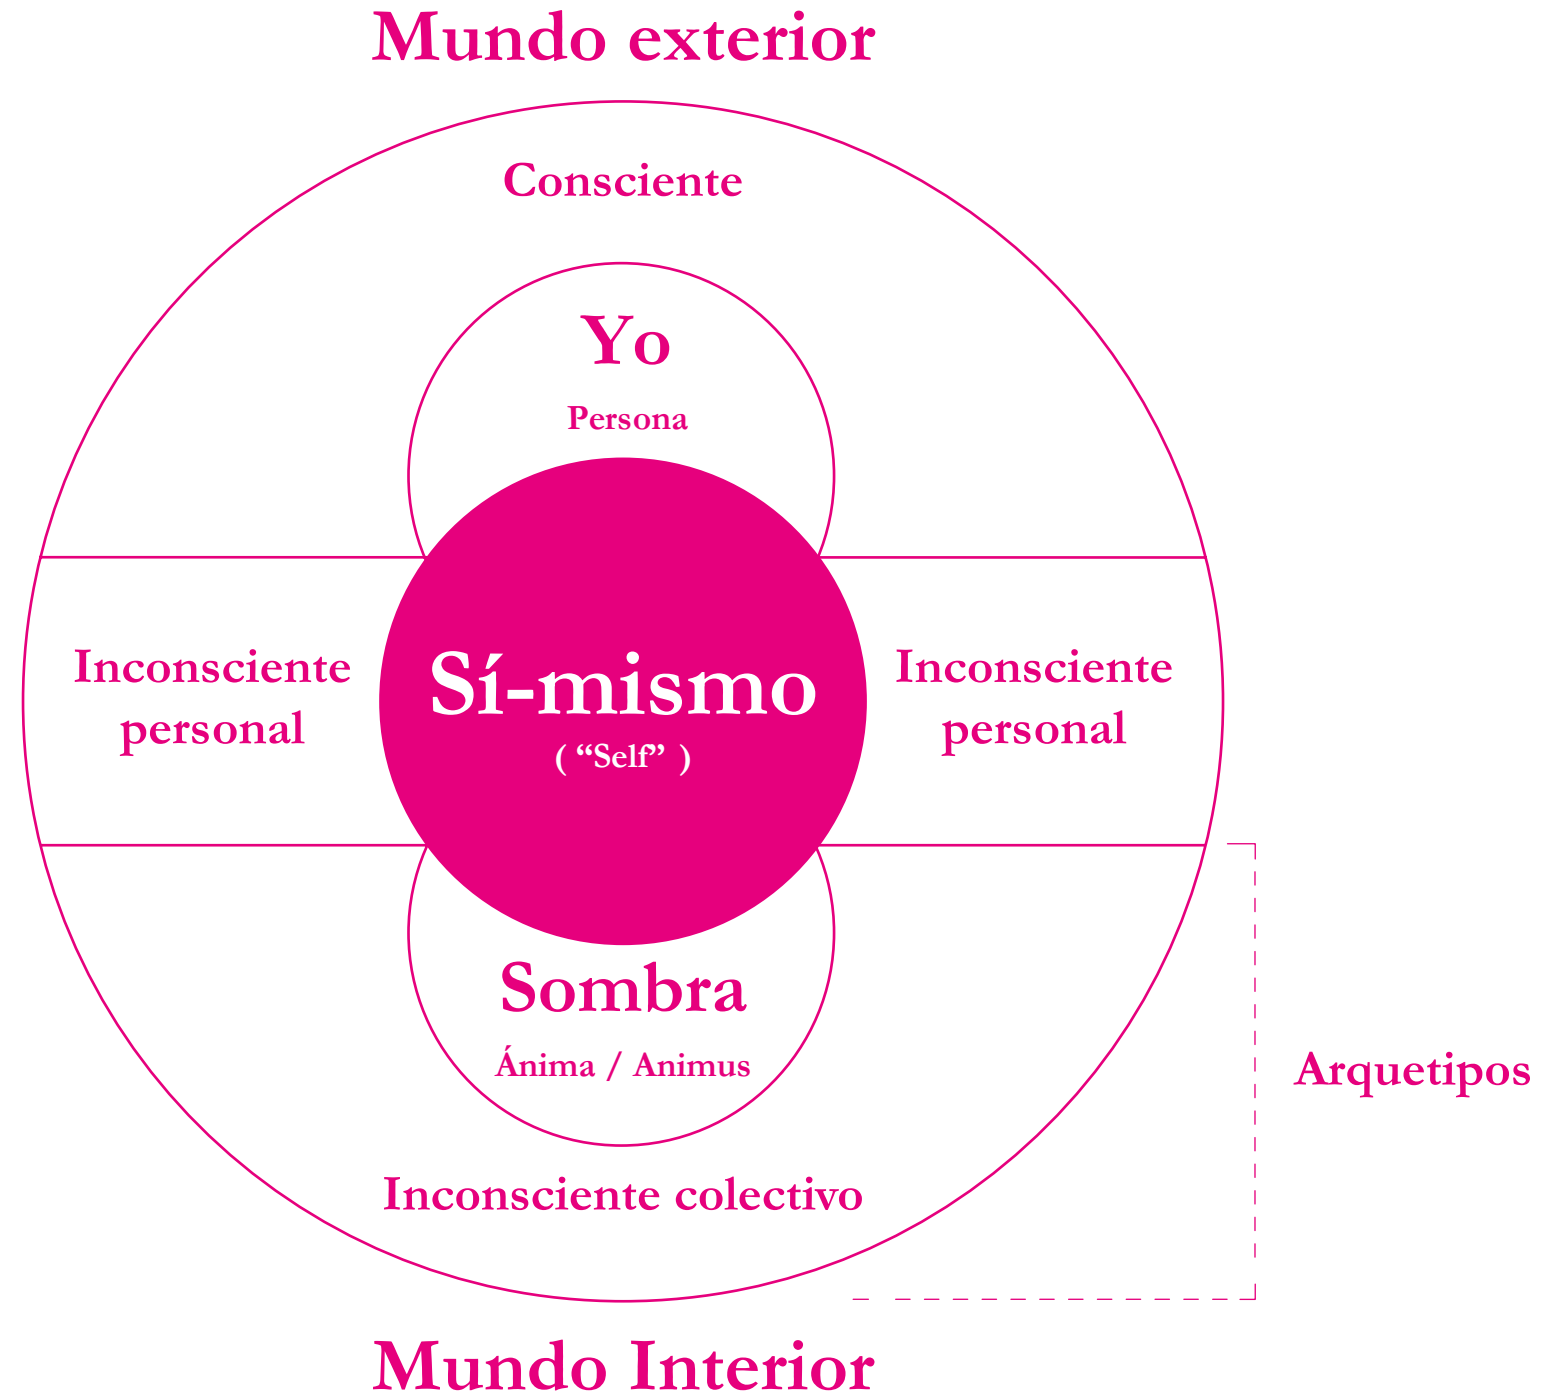 Mundo exterior
Consciente
Yo
Persona
Inconsciente
personal
Sí-mismo
( “Self” )
Inconsciente
personal
Sombra
Ánima / Animus
Arquetipos
Inconsciente colectivo
Mundo Interior